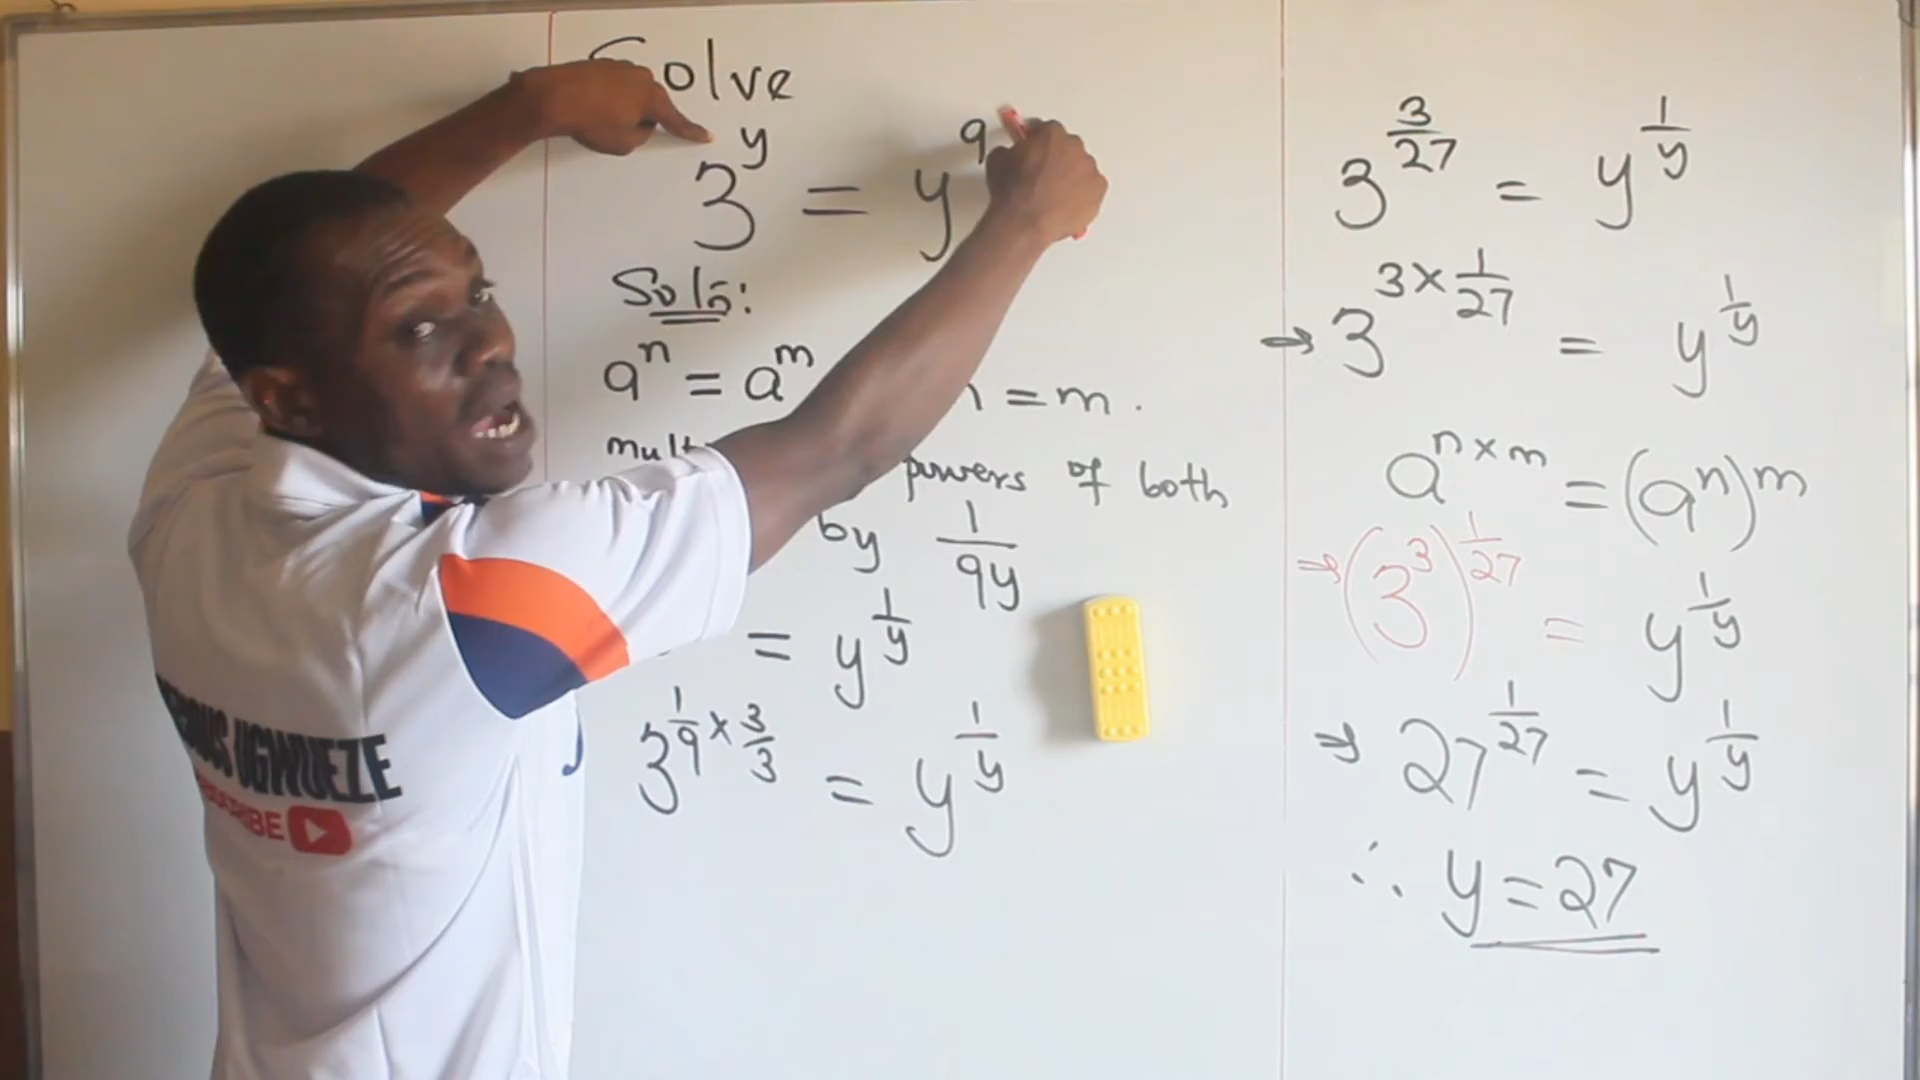 Solve
3^y = y^9
Soln:
a^n = a^m n = m.
powers of both
by 1/9y
= y^1/y
3^1/9 × 3/3 = y^1/y
3^3/27 = y^1/y
⇒ 3^3×1/27 = y^1/y
a^n×m = (a^n)^m
⇒ (3^3)^1/27 = y^1/y
⇒ 27^1/27 = y^1/y
∴ y = 27
UGWUEZE